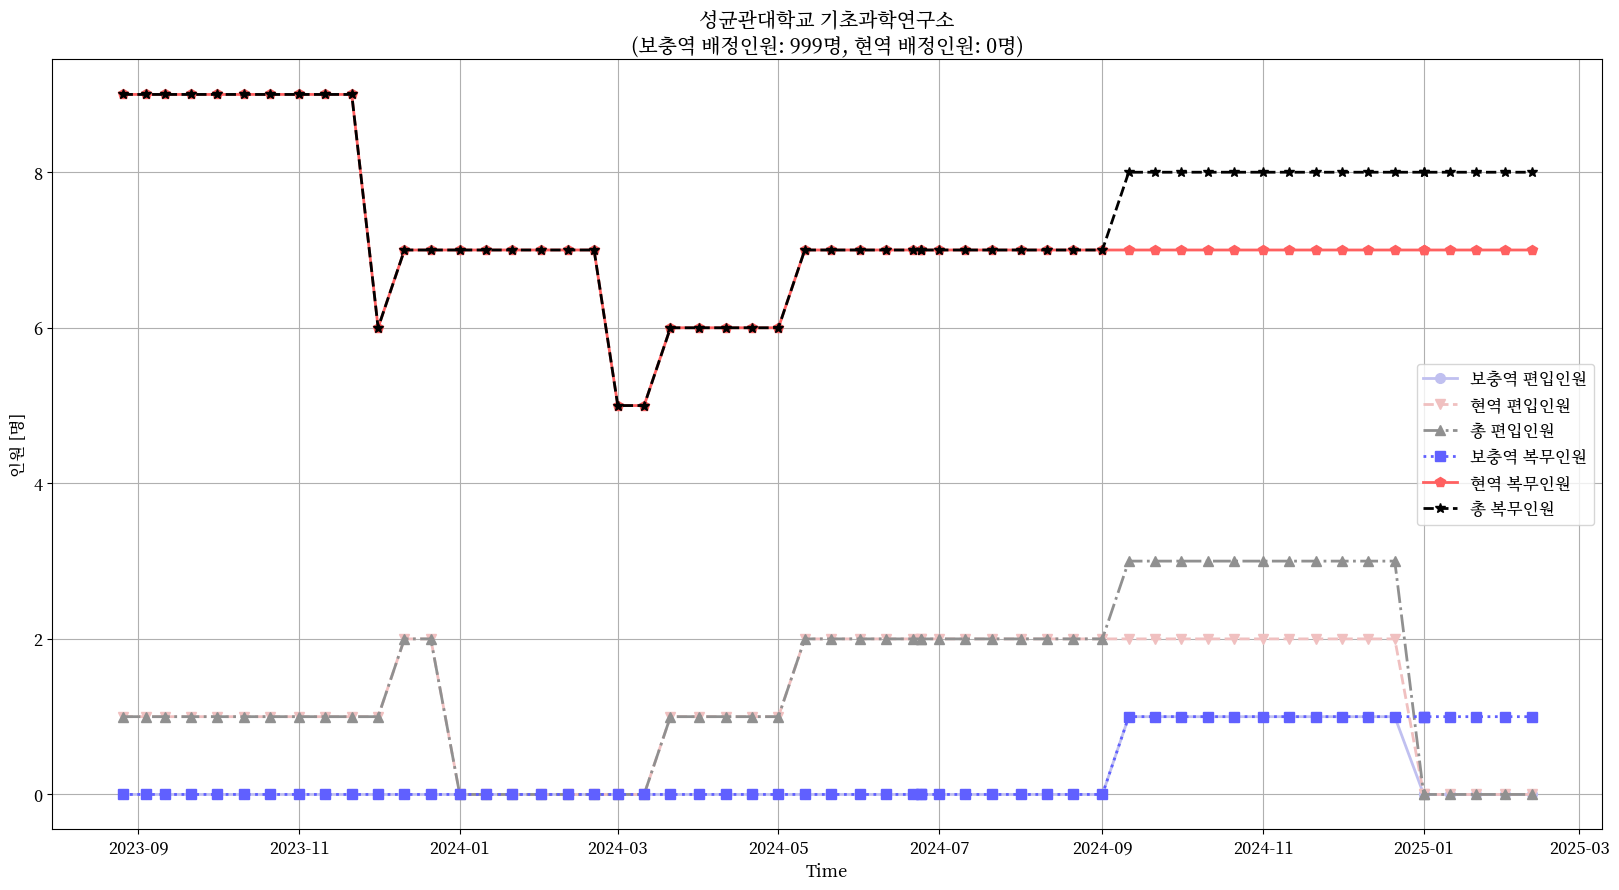 성균관대학교 기초과학연구소
(보충역 배정인원: 999명, 현역 배정인원: 0명)
인원 [명]
8
6
4
2
0
보충역 편입인원
현역 편입인원
총 편입인원
보충역 복무인원
현역 복무인원
총 복무인원
2023-09
2023-11
2024-01
2024-03
2024-05
2024-07
2024-09
2024-11
2025-01
2025-03
Time